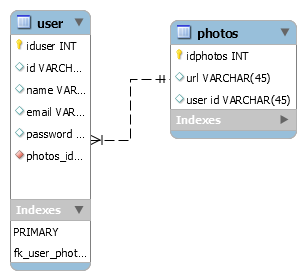 user
iduser INT
id VARCH...
name VAR...
email VAR...
password ...
photos_id...
Indexes
PRIMARY
fk_user_phot...
photos
idphotos INT
url VARCHAR(45)
user id VARCHAR(45)
Indexes